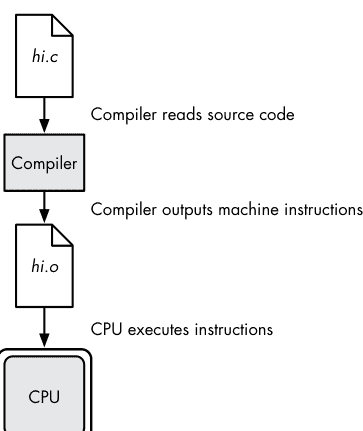 hi.c
Compiler reads source code
Compiler
Compiler outputs machine instructions
hi.o
CPU executes instructions
CPU